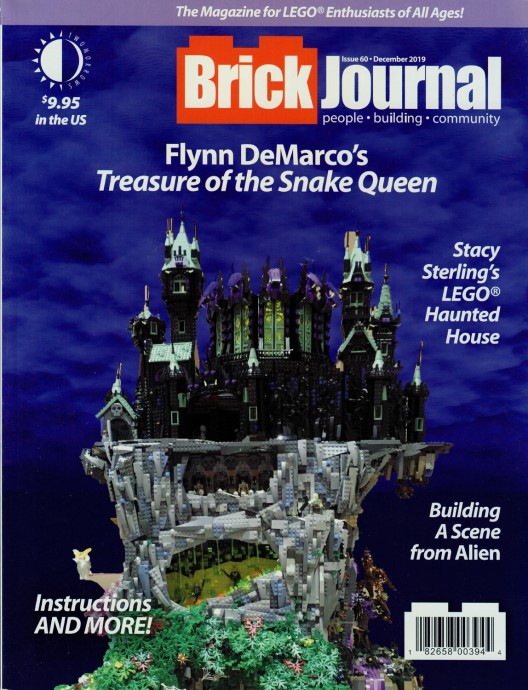 The Magazine for LEGO® Enthusiasts of All Ages!
TWOMORROWS
$9.95
in the US
Issue 60 • December 2019
BrickJournal
people • building • community
Flynn DeMarco's
Treasure of the Snake Queen
Stacy
Sterling's
LEGO®
Haunted
House
Building
A Scene
from Alien
Instructions
AND MORE!
1 82658 00394 4